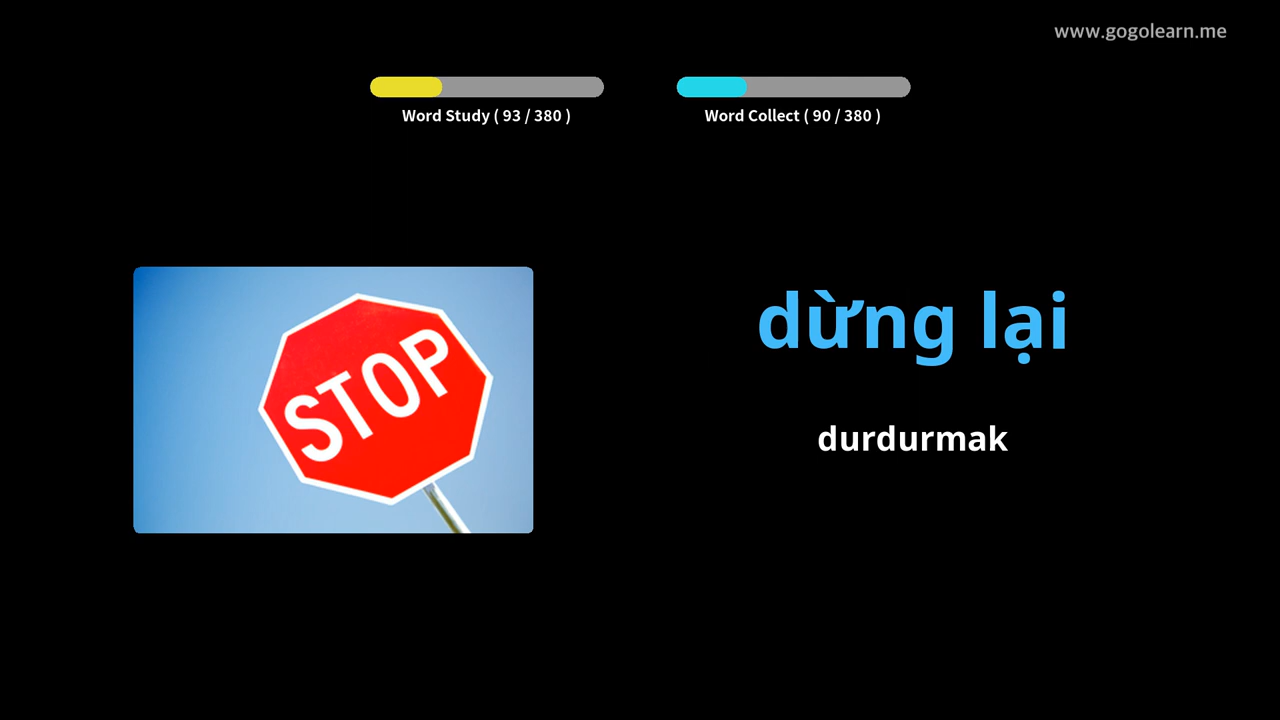 www.gogolearn.me
Word Study ( 93 / 380 )
Word Collect ( 90 / 380 )
STOP
dừng lại
durdurmak